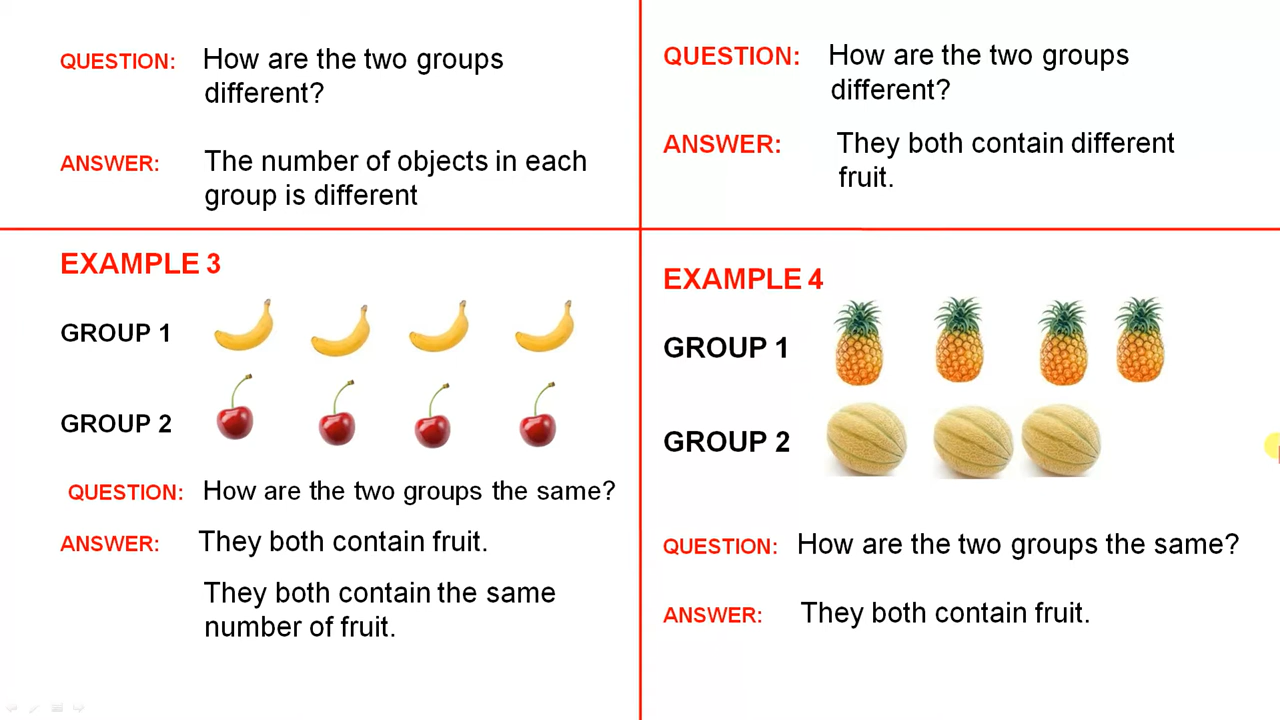 QUESTION: How are the two groups
different?
ANSWER: The number of objects in each
group is different
QUESTION: How are the two groups
different?
ANSWER: They both contain different
fruit.
EXAMPLE 3
GROUP 1
GROUP 2
QUESTION: How are the two groups the same?
ANSWER: They both contain fruit.
They both contain the same
number of fruit.
EXAMPLE 4
GROUP 1
GROUP 2
QUESTION: How are the two groups the same?
ANSWER: They both contain fruit.